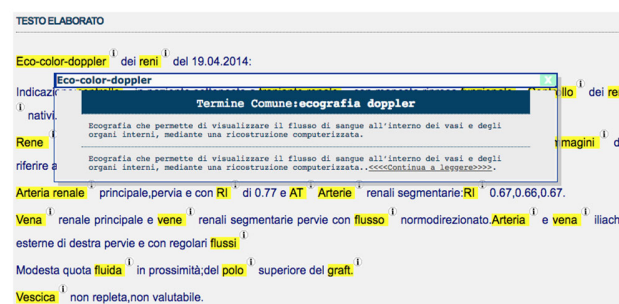 TESTO ELABORATO
Eco-color-doppler i dei reni i del 19.04.2014:
Eco-color-doppler X
Indicaz llo i dei re
Termine Comune:ecografia doppler
i nativi.
Ecografia che permette di visualizzare il flusso di sangue all'interno dei vasi e degli
organi interni, mediante una ricostruzione computerizzata.
Rene mmagini i d
Ecografia che permette di visualizzare il flusso di sangue all'interno dei vasi e degli
riferire a organi interni, mediante una ricostruzione computerizzata..<<<<Continua a leggere>>>>.
Arteria renale principale,pervia e con RI i di 0.77 e AT Arterie renali segmentarie:RI i 0.67,0.66,0.67.
Vena i renale principale e vene i renali segmentarie pervie con flusso i normodirezionato.Arteria i e vena i iliach
esterne di destra pervie e con regolari flussi i
Modesta quota fluida i in prossimità;del polo i superiore del graft. i
Vescica i non repleta,non valutabile.